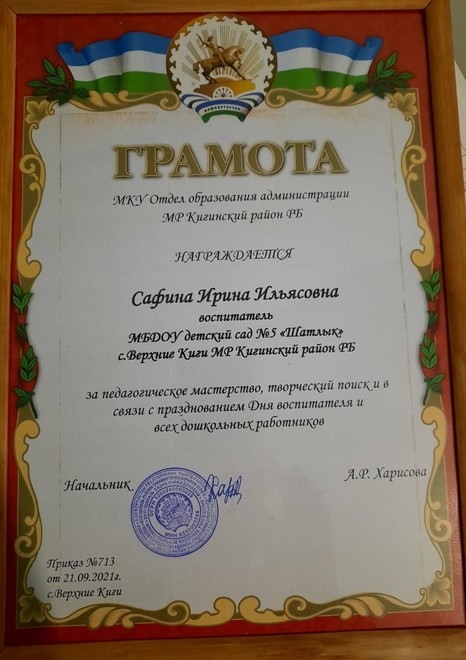 БАШКОРТОСТАН
ГРАМОТА
МКУ Отдел образования администрации
МР Кигинский район РБ
НАГРАЖДАЕТСЯ
Сафина Ирина Ильясовна
воспитатель
МБДОУ детский сад №5 «Шатлык»
с.Верхние Киги МР Кигинский район РБ
за педагогическое мастерство, творческий поиск и в
связи с празднованием Дня воспитателя и
всех дошкольных работников
Начальник
А.Р. Харисова
Приказ №713
от 21.09.2021г.
с.Верхние Киги